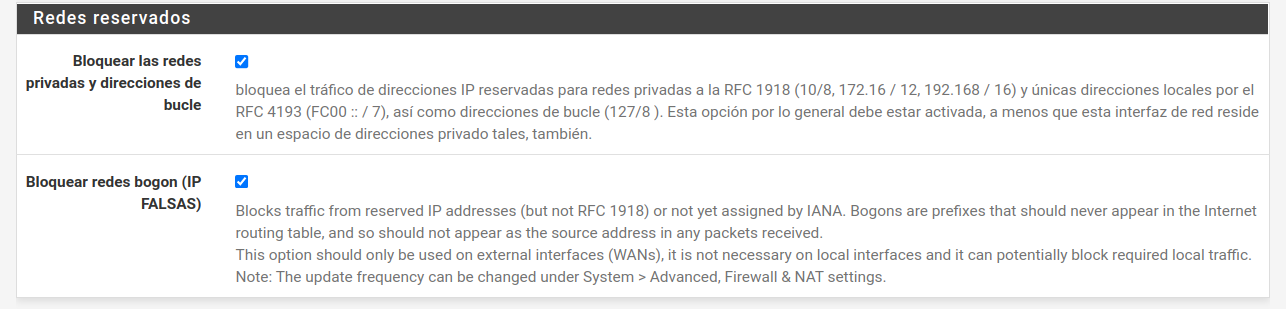 Redes reservados
Bloquear las redes
privadas y direcciones de
bucle
bloquea el tráfico de direcciones IP reservadas para redes privadas a la RFC 1918 (10/8, 172.16 / 12, 192.168 / 16) y únicas direcciones locales por el
RFC 4193 (FC00 :: / 7), así como direcciones de bucle (127/8 ). Esta opción por lo general debe estar activada, a menos que esta interfaz de red reside
en un espacio de direcciones privado tales, también.
Bloquear redes bogon (IP
FALSAS)
Blocks traffic from reserved IP addresses (but not RFC 1918) or not yet assigned by IANA. Bogons are prefixes that should never appear in the Internet
routing table, and so should not appear as the source address in any packets received.
This option should only be used on external interfaces (WANs), it is not necessary on local interfaces and it can potentially block required local traffic.
Note: The update frequency can be changed under System > Advanced, Firewall & NAT settings.